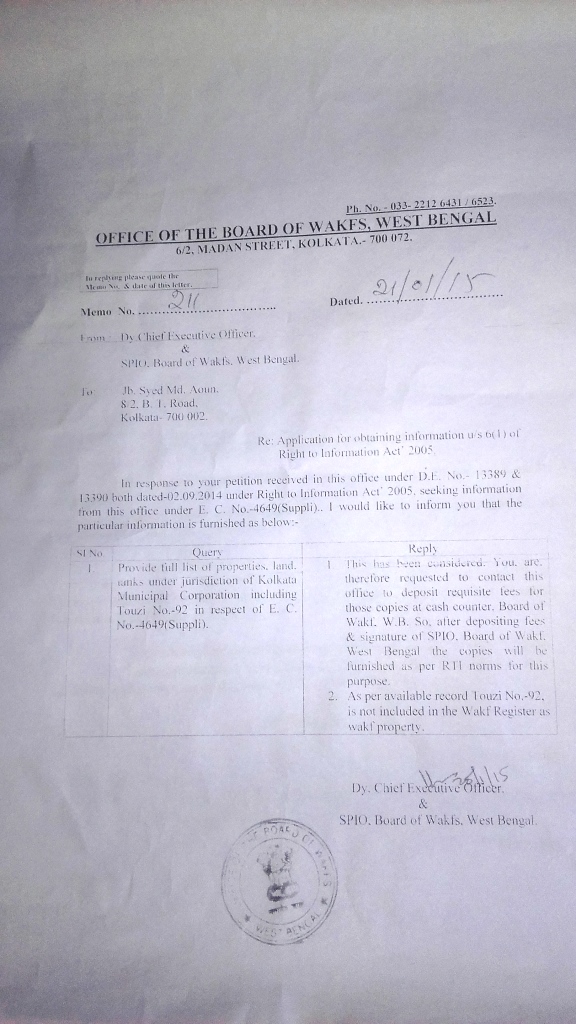 Ph. No. - 033- 2212 6431 / 6523.
OFFICE OF THE BOARD OF WAKFS, WEST BENGAL
6/2, MADAN STREET, KOLKATA.- 700 072.
In replying please quote the
Memo No. & date of this letter.
Memo No. 211
Dated. 21/01/15
From : Dy. Chief Executive Officer,
&
SPIO, Board of Wakfs, West Bengal.
To Jb. Syed Md. Aoun,
8/2, B. T. Road,
Kolkata- 700 002.
Re: Application for obtaining information u/s 6(1) of
Right to Information Act' 2005.
In response to your petition received in this office under D.E. No.- 13389 &
13390 both dated-02.09.2014 under Right to Information Act' 2005, seeking information
from this office under E. C. No.-4649(Suppli).. I would like to inform you that the
particular information is furnished as below:-
Sl No. Query Reply
1. Provide full list of properties, land,
tanks under jurisdiction of Kolkata
Municipal Corporation including
Touzi No.-92 in respect of E. C.
No.-4649(Suppli).
1. This has been considered. You, are,
therefore requested to contact this
office to deposit requisite fees for
those copies at cash counter, Board of
Wakf, W.B. So, after depositing fees
& signature of SPIO, Board of Wakf,
West Bengal the copies will be
furnished as per RTI norms for this
purpose.
2. As per available record Touzi No.-92,
is not included in the Wakf Register as
wakf property.
Dy. Chief Executive Officer,
&
SPIO, Board of Wakfs, West Bengal.
THE BOARD OF WAKFS
WEST BENGAL